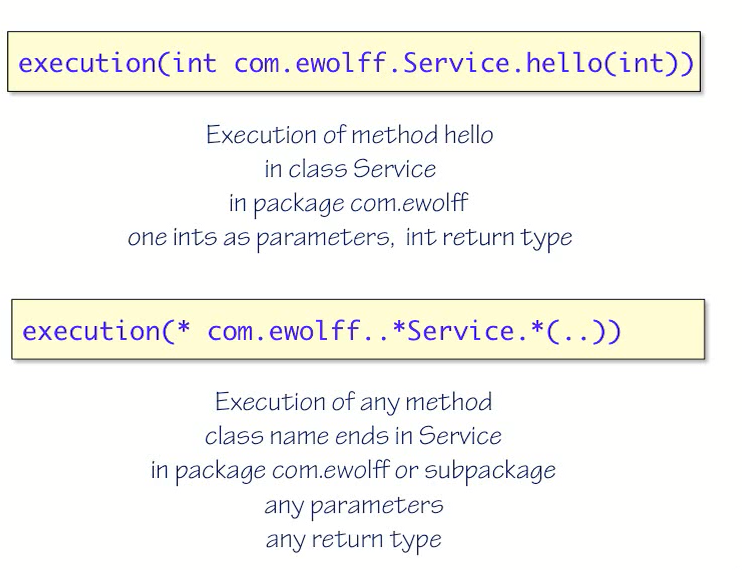 execution(int com.ewolff.Service.hello(int))
Execution of method hello
in class Service
in package com.ewolff
one ints as parameters, int return type
execution(* com.ewolff..*Service.*(..))
Execution of any method
class name ends in Service
in package com.ewolff or subpackage
any parameters
any return type